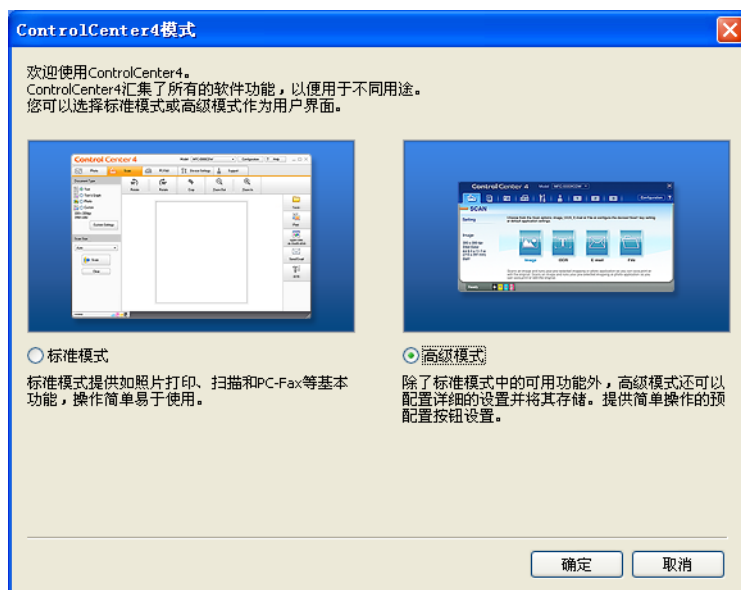 ControlCenter4模式
欢迎使用ControlCenter4。
ControlCenter4汇集了所有的软件功能，以便用于不同用途。
您可以选择标准模式或高级模式作为用户界面。
Control Center 4
Control Center 4
SCAN
Image
OCR
E-mail
File
标准模式
高级模式
标准模式提供如照片打印、扫描和PC-Fax等基本
功能，操作简单易于使用。
除了标准模式中的可用功能外，高级模式还可以
配置详细的设置并将其存储。提供简单操作的预
配置按钮设置。
确定
取消